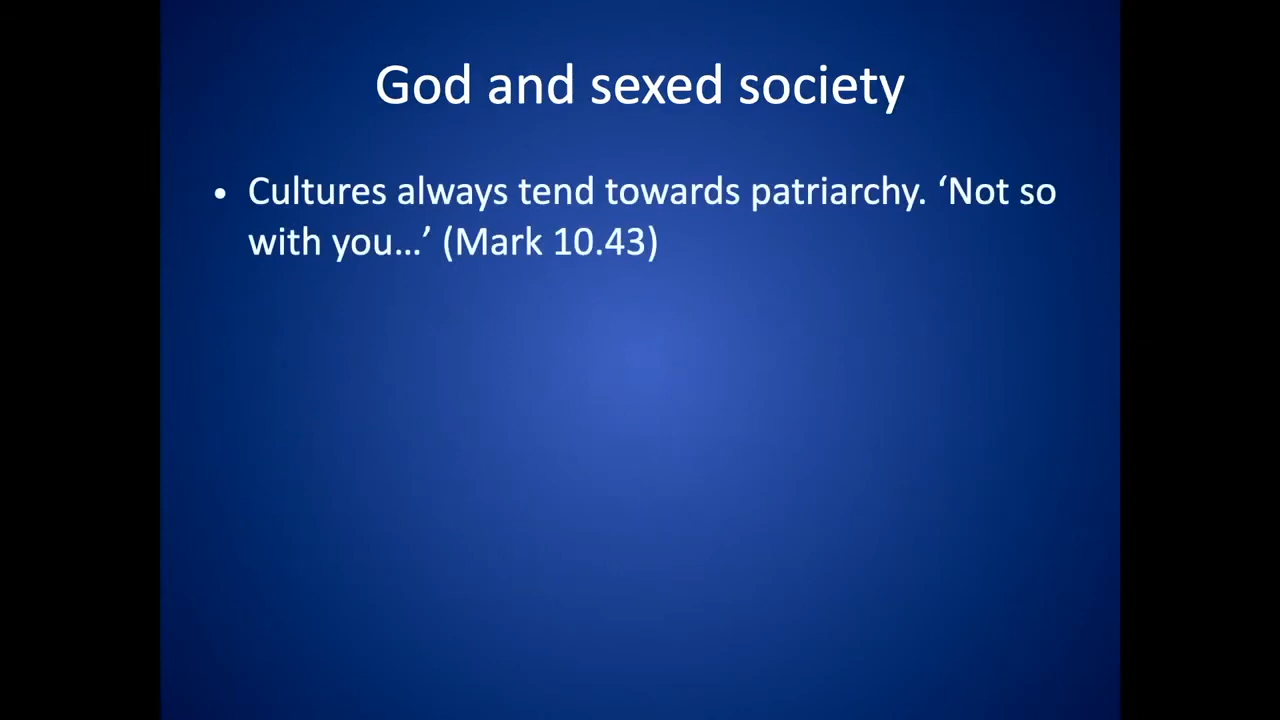 God and sexed society
• Cultures always tend towards patriarchy. ‘Not so
with you…’ (Mark 10.43)